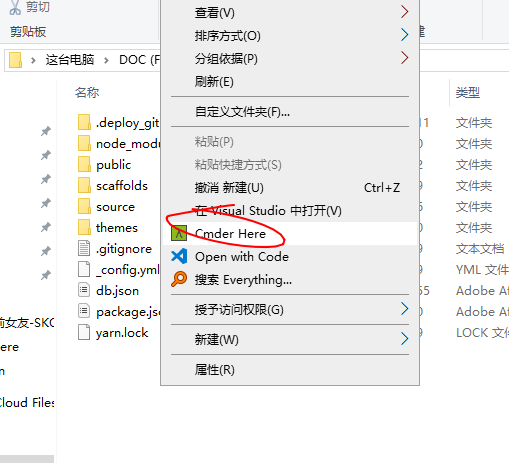 剪切
剪贴板
这台电脑 DOC (F
名称
类型
.deploy_git
文件夹
node_modu
文件夹
public
文件夹
scaffolds
文件夹
source
文件夹
themes
文件夹
.gitignore
文本文档
_config.yml
YML 文件
db.json
Adobe Af
package.jso
Adobe Af
yarn.lock
LOCK 文
前女友-SK
ere
Cloud Files
查看(V)
排序方式(O)
分组依据(P)
刷新(E)
自定义文件夹(F)...
粘贴(P)
粘贴快捷方式(S)
撤消 新建(U) Ctrl+Z
在 Visual Studio 中打开(V)
Cmder Here
Open with Code
搜索 Everything...
授予访问权限(G)
新建(W)
属性(R)